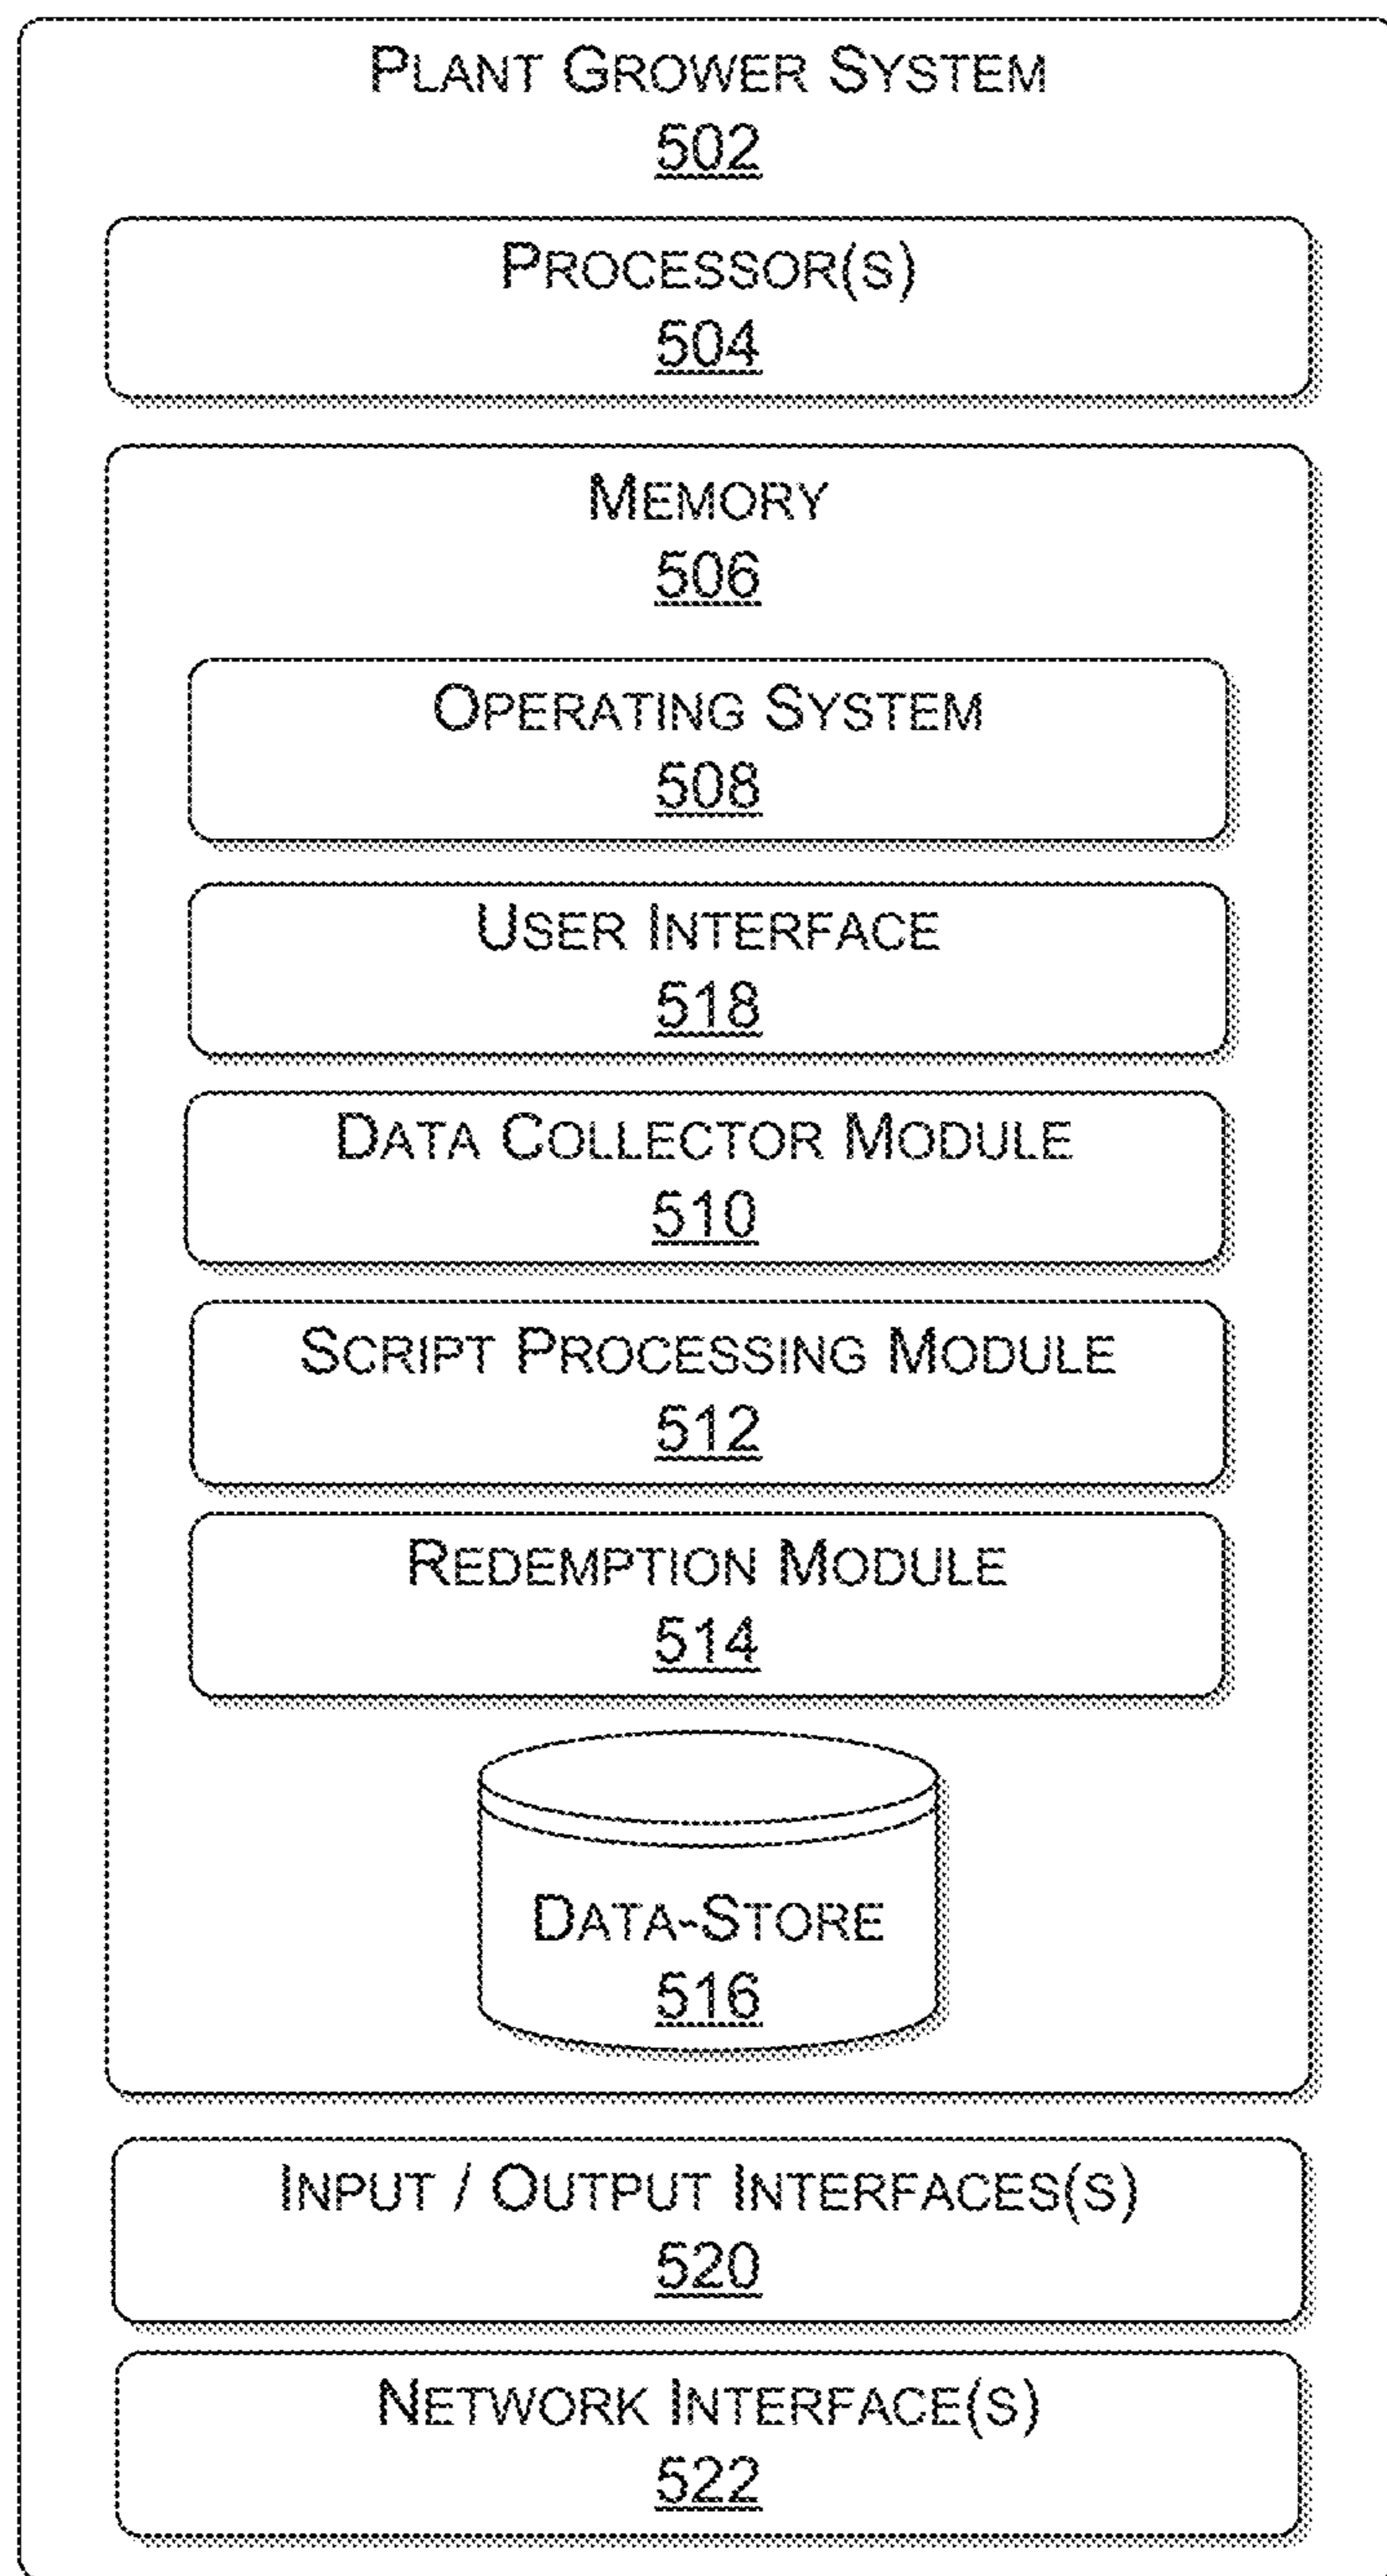 PLANT GROWER SYSTEM
502
PROCESSOR(S)
504
MEMORY
506
OPERATING SYSTEM
508
USER INTERFACE
518
DATA COLLECTOR MODULE
510
SCRIPT PROCESSING MODULE
512
REDEMPTION MODULE
514
DATA-STORE
516
INPUT / OUTPUT INTERFACES(S)
520
NETWORK INTERFACE(S)
522